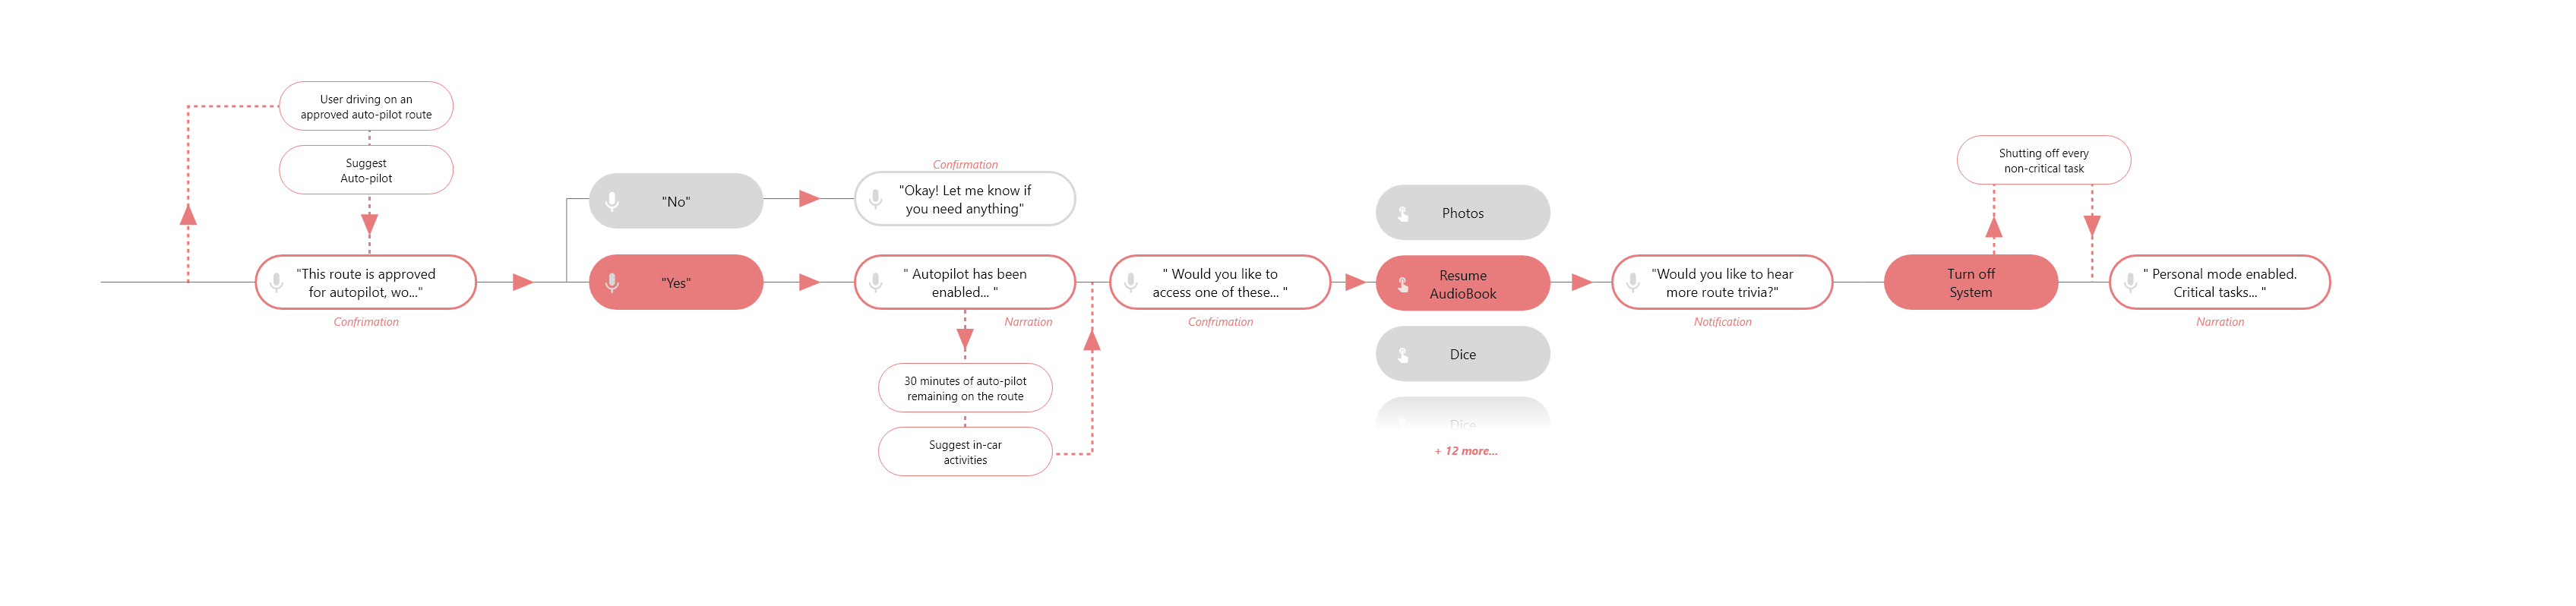 User driving on an
approved auto-pilot route
Suggest
Auto-pilot
"This route is approved
for autopilot, wo..."
Confrimation
"No"
"Yes"
Confirmation
"Okay! Let me know if
you need anything"
" Autopilot has been
enabled... "
Narration
30 minutes of auto-pilot
remaining on the route
Suggest in-car
activities
" Would you like to
access one of these... "
Confrimation
Photos
Resume
AudioBook
Dice
Dice
+ 12 more...
"Would you like to hear
more route trivia?"
Notification
Turn off
System
Shutting off every
non-critical task
" Personal mode enabled.
Critical tasks... "
Narration